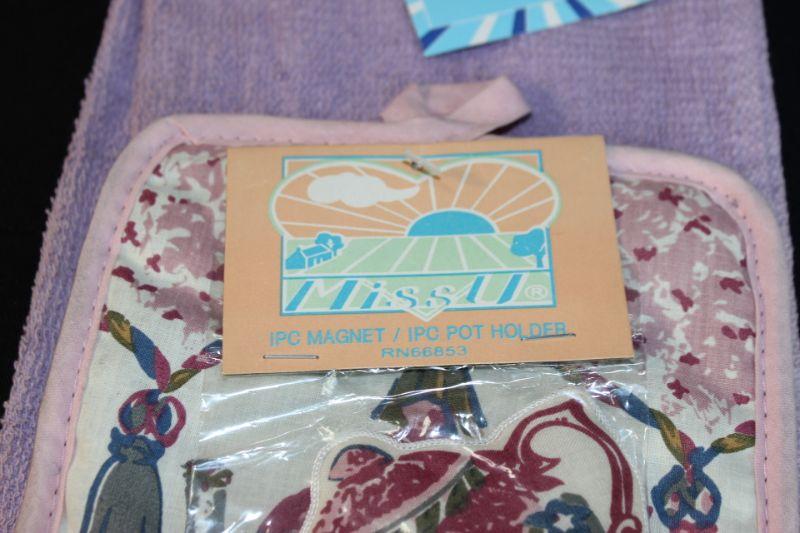 MissU®
1PC MAGNET / 1PC POT HOLDER
RN66853